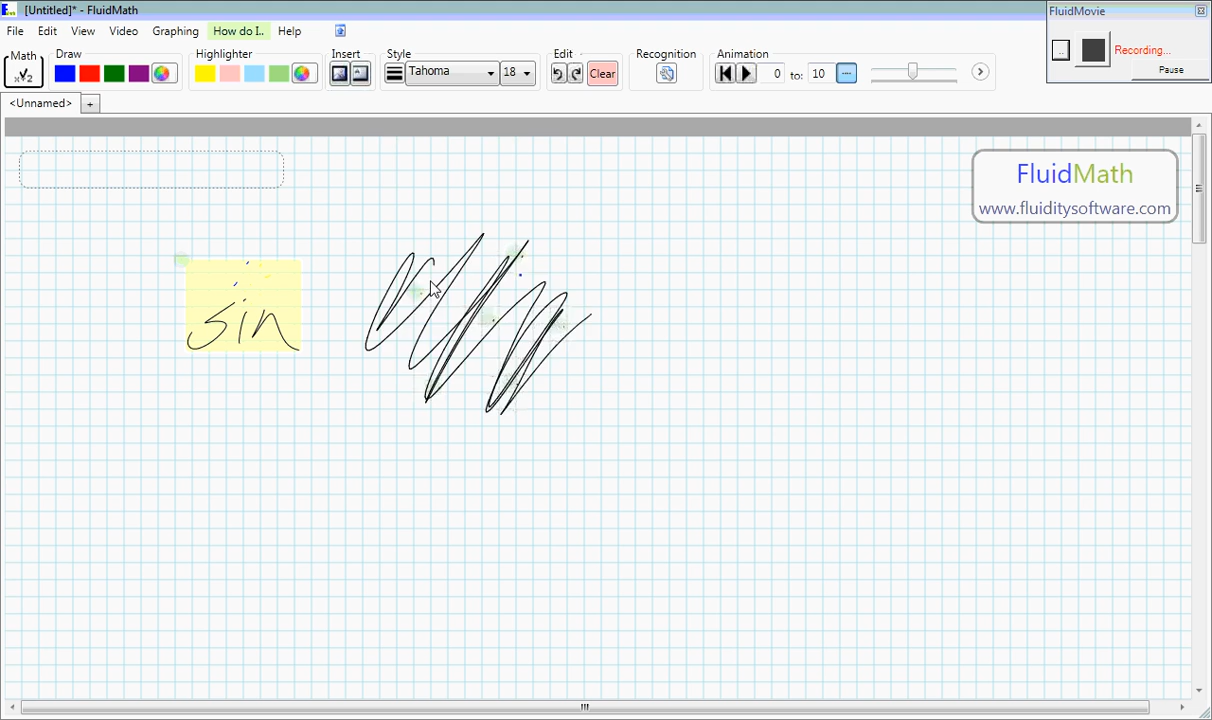 [Untitled]* - FluidMath
FluidMovie
File Edit View Video Graphing How do I.. Help
Recording...
Pause
Math Draw Highlighter Insert Style Edit Recognition Animation
√2 Tahoma 18 Clear 0 to: 10
<Unnamed> +
FluidMath
www.fluiditysoftware.com
sin